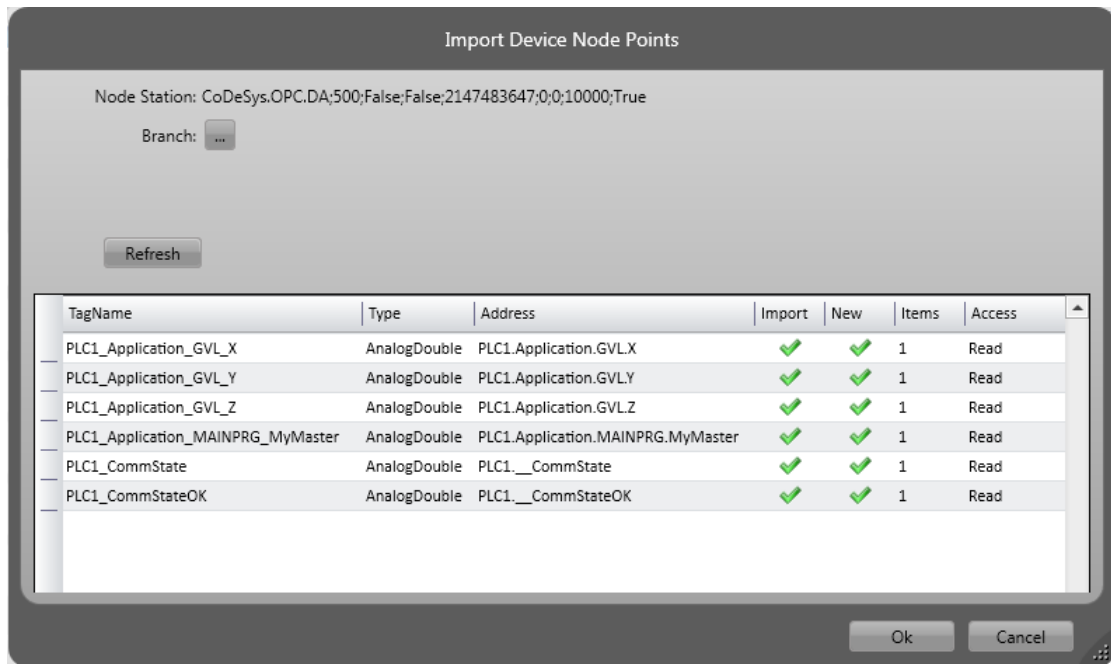 Import Device Node Points
Node Station: CoDeSys.OPC.DA;500;False;False;2147483647;0;0;10000;True
Branch: ...
Refresh
TagName Type Address Import New Items Access
PLC1_Application_GVL_X AnalogDouble PLC1.Application.GVL.X 1 Read
PLC1_Application_GVL_Y AnalogDouble PLC1.Application.GVL.Y 1 Read
PLC1_Application_GVL_Z AnalogDouble PLC1.Application.GVL.Z 1 Read
PLC1_Application_MAINPRG_MyMaster AnalogDouble PLC1.Application.MAINPRG.MyMaster 1 Read
PLC1_CommState AnalogDouble PLC1.__CommState 1 Read
PLC1_CommStateOK AnalogDouble PLC1.__CommStateOK 1 Read
Ok Cancel